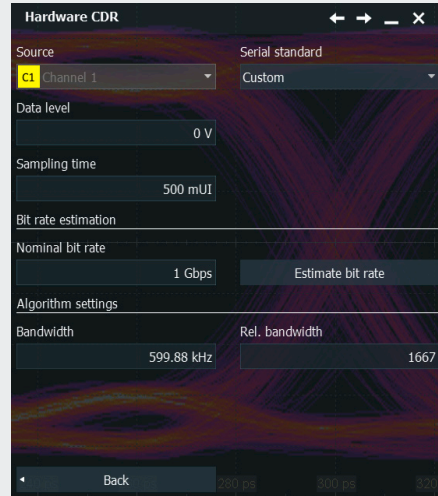 Hardware CDR
Source
Serial standard
C1 Channel 1
Custom
Data level
0 V
Sampling time
500 mUI
Bit rate estimation
Nominal bit rate
1 Gbps
Estimate bit rate
Algorithm settings
Bandwidth
Rel. bandwidth
599.88 kHz
1667
Back
280 ps
300 ps
320